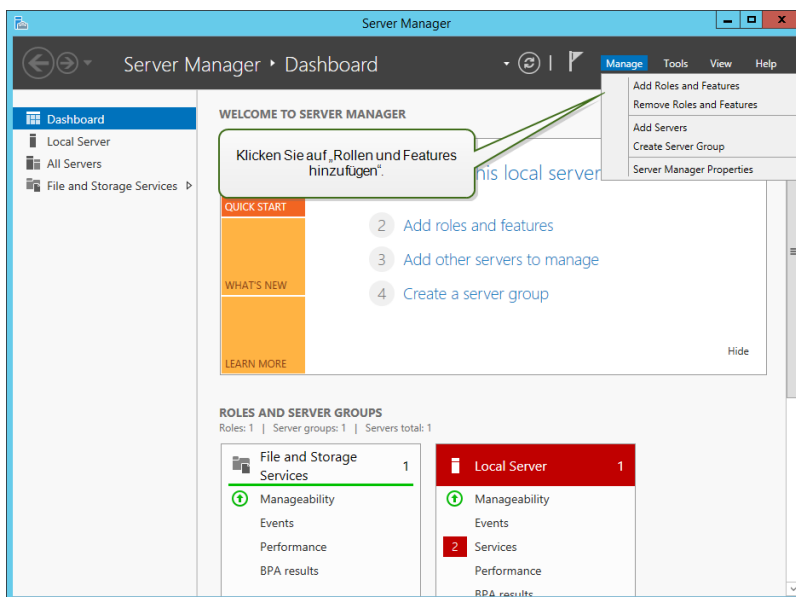 Server Manager
Server Manager • Dashboard
Manage Tools View Help
Add Roles and Features
Remove Roles and Features
Add Servers
Create Server Group
Server Manager Properties
Dashboard
Local Server
All Servers
File and Storage Services
WELCOME TO SERVER MANAGER
Klicken Sie auf „Rollen und Features
hinzufügen“.
his local server
QUICK START
2 Add roles and features
3 Add other servers to manage
WHAT'S NEW
4 Create a server group
Hide
LEARN MORE
ROLES AND SERVER GROUPS
Roles: 1 | Server groups: 1 | Servers total: 1
File and Storage
Services
1
Manageability
Events
Performance
BPA results
Local Server 1
Manageability
Events
2 Services
Performance
BPA results